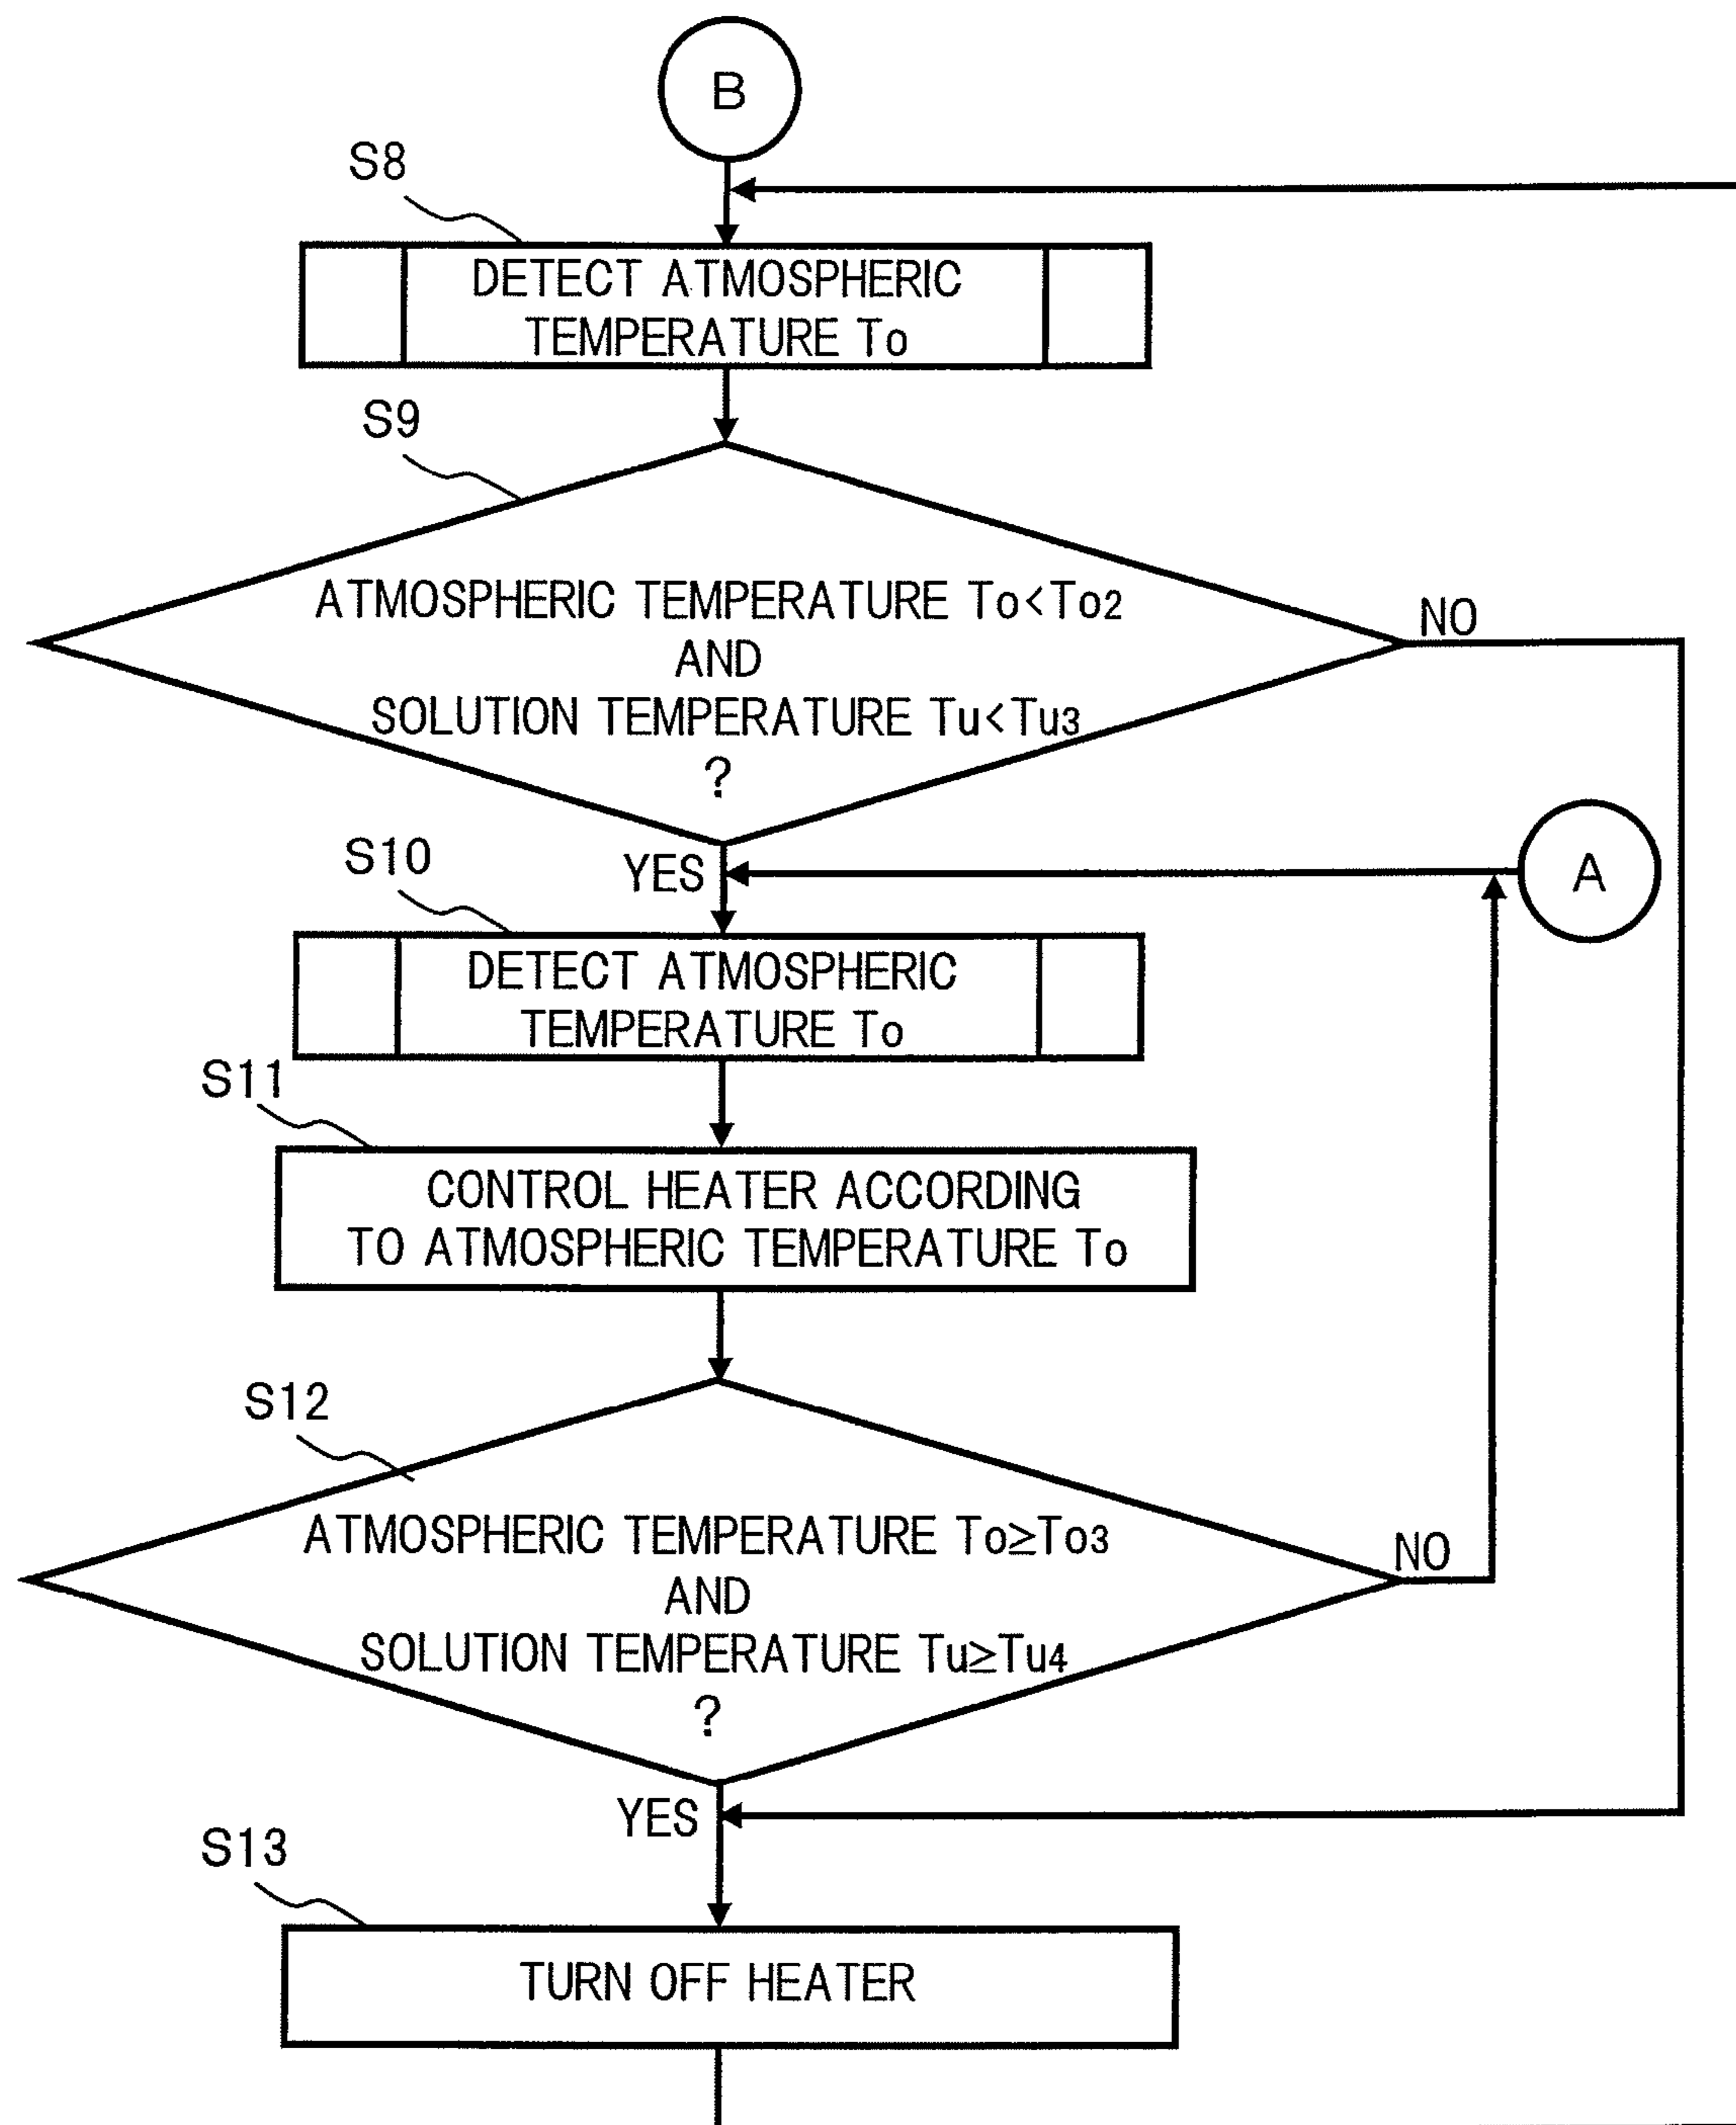 B
S8
DETECT ATMOSPHERIC
TEMPERATURE To
S9
ATMOSPHERIC TEMPERATURE To<To2
AND
SOLUTION TEMPERATURE Tu<Tu3
?
NO
YES
A
S10
DETECT ATMOSPHERIC
TEMPERATURE To
S11
CONTROL HEATER ACCORDING
TO ATMOSPHERIC TEMPERATURE To
S12
ATMOSPHERIC TEMPERATURE To≥To3
AND
SOLUTION TEMPERATURE Tu≥Tu4
?
NO
YES
S13
TURN OFF HEATER